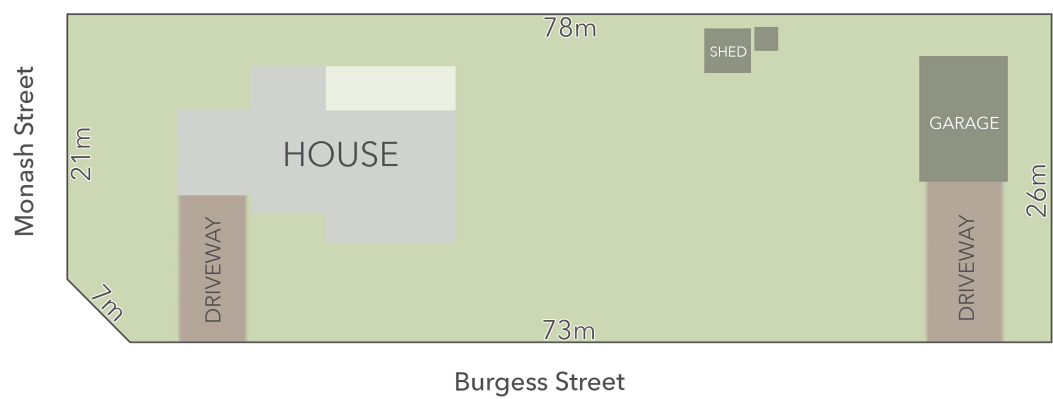 78m
SHED
GARAGE
Monash Street
21m
HOUSE
26m
DRIVEWAY
DRIVEWAY
7m
73m
Burgess Street